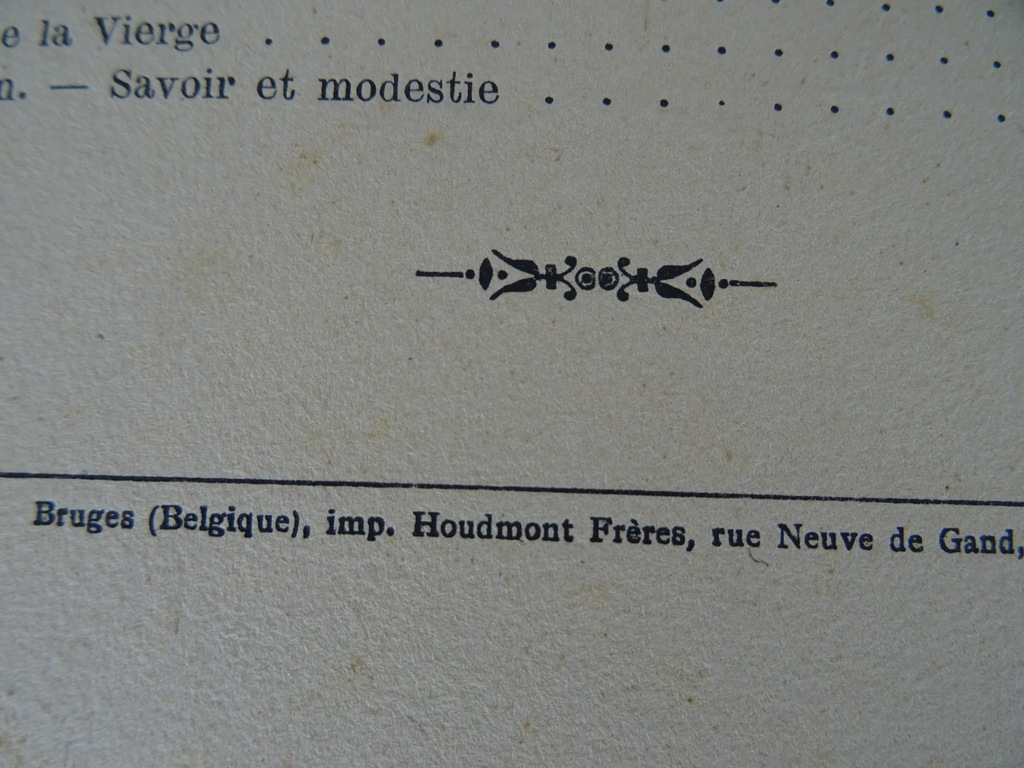 e la Vierge . . . . . . . . . . . . . .
n. — Savoir et modestie . . . . . . . . .
Bruges (Belgique), imp. Houdmont Frères, rue Neuve de Gand,